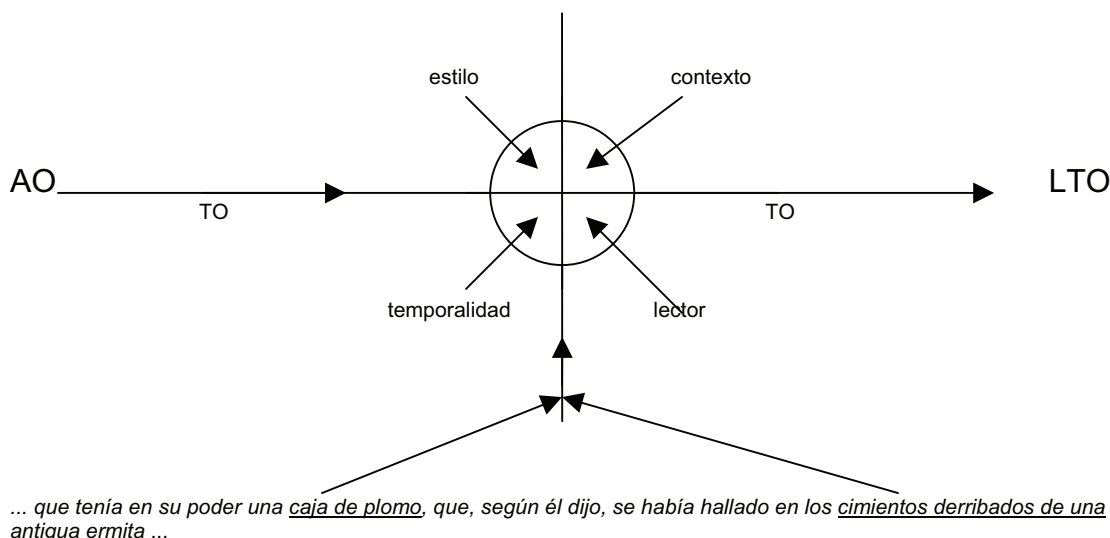 estilo contexto
AO LTO
TO TO
temporalidad lector
... que tenía en su poder una caja de plomo, que, según él dijo, se había hallado en los cimientos derribados de una
antigua ermita ...